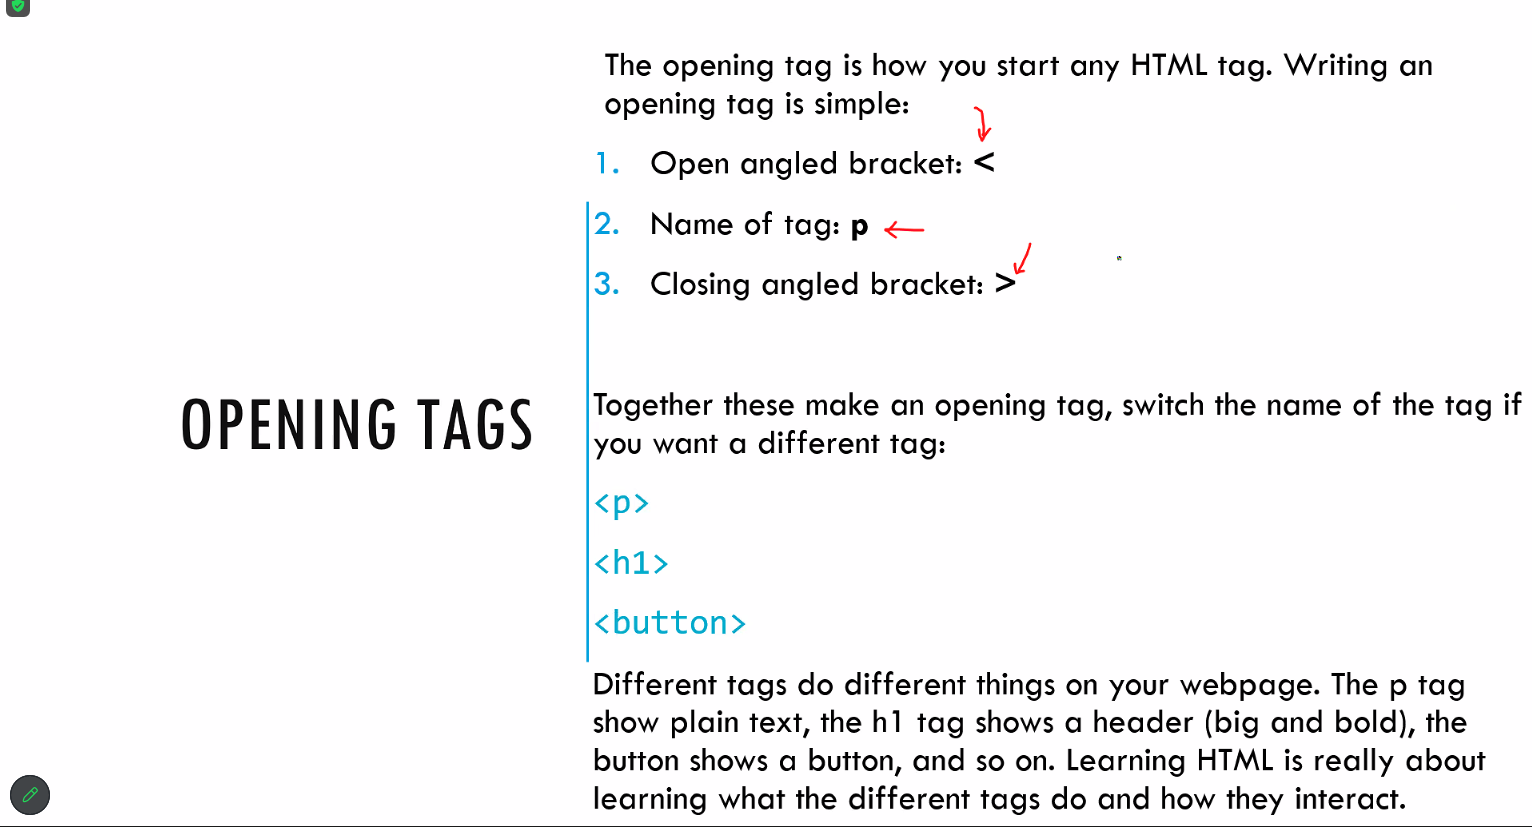 The opening tag is how you start any HTML tag. Writing an
opening tag is simple:
1. Open angled bracket: <
2. Name of tag: p
3. Closing angled bracket: >
OPENING TAGS
Together these make an opening tag, switch the name of the tag if
you want a different tag:
<p>
<h1>
<button>
Different tags do different things on your webpage. The p tag
show plain text, the h1 tag shows a header (big and bold), the
button shows a button, and so on. Learning HTML is really about
learning what the different tags do and how they interact.